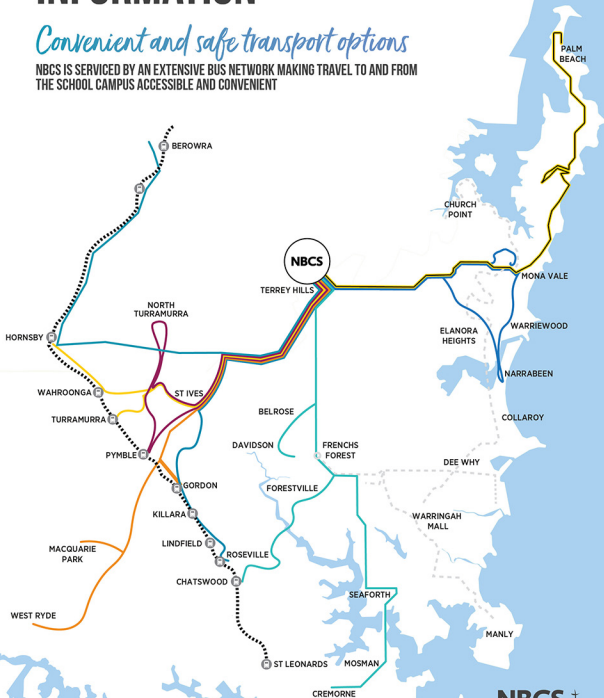 INFORMATION
Convenient and safe transport options
NBCS IS SERVICED BY AN EXTENSIVE BUS NETWORK MAKING TRAVEL TO AND FROM
THE SCHOOL CAMPUS ACCESSIBLE AND CONVENIENT
PALM
BEACH
BEROWRA
CHURCH
POINT
NBCS
MONA VALE
TERREY HILLS
NORTH
TURRAMURRA
WARRIEWOOD
ELANORA
HEIGHTS
HORNSBY
NARRABEEN
WAHROONGA
ST IVES
TURRAMURRA
BELROSE
COLLAROY
DAVIDSON
FRENCHS
FOREST
PYMBLE
DEE WHY
GORDON
FORESTVILLE
KILLARA
WARRINGAH
MALL
LINDFIELD
MACQUARIE
PARK
ROSEVILLE
CHATSWOOD
SEAFORTH
WEST RYDE
MANLY
ST LEONARDS
MOSMAN
CREMORNE
NBCS